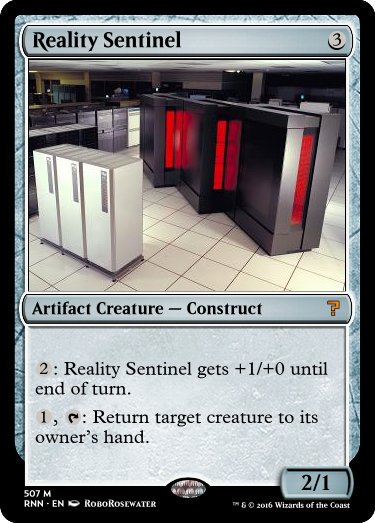 Reality Sentinel 3
Artifact Creature — Construct
2: Reality Sentinel gets +1/+0 until
end of turn.
1, : Return target creature to its
owner's hand.
2/1
507 M
RNN - EN RoboRosewater
™ & © 2016 Wizards of the Coast